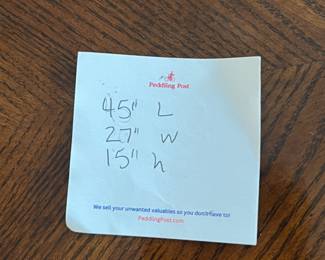 Peddling Post
45" L
27" W
15" h
We sell your unwanted valuables so you don't have to!
PeddlingPost.com